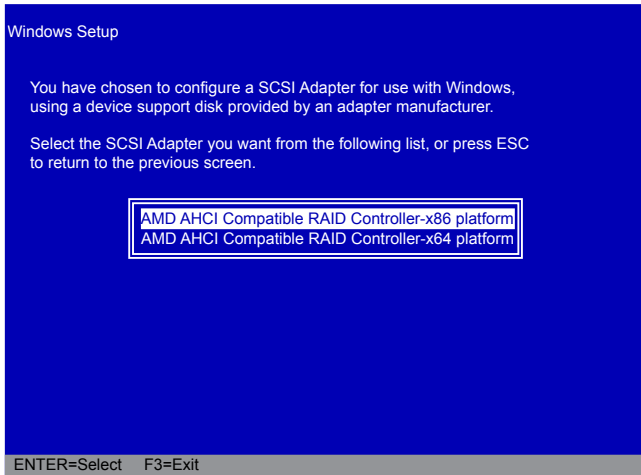 Windows Setup
You have chosen to configure a SCSI Adapter for use with Windows,
using a device support disk provided by an adapter manufacturer.
Select the SCSI Adapter you want from the following list, or press ESC
to return to the previous screen.
AMD AHCI Compatible RAID Controller-x86 platform
AMD AHCI Compatible RAID Controller-x64 platform
ENTER=Select F3=Exit